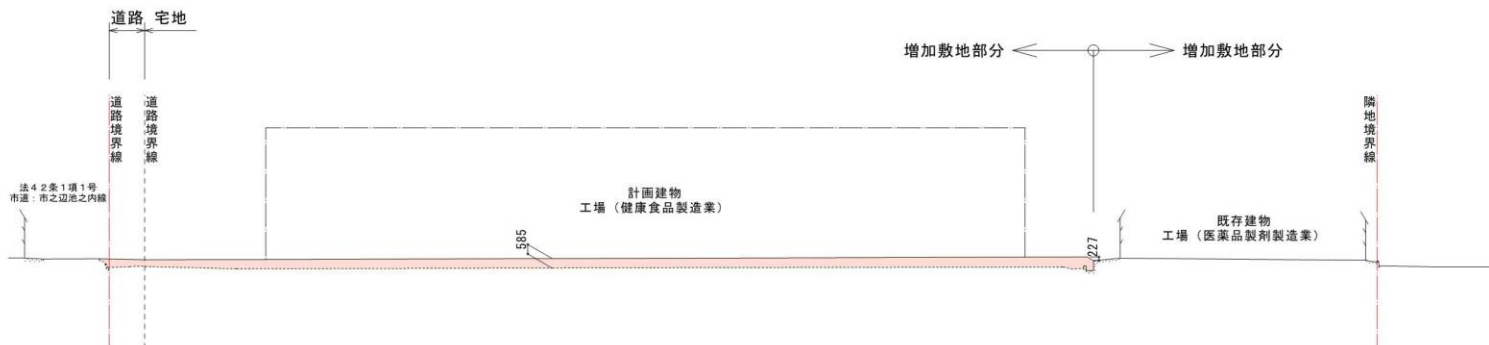 道路 宅地
増加敷地部分 増加敷地部分
道路境界線
道路境界線
隣地境界線
法42条1項1号
市道：市之辺池之内線
計画建物
工場（健康食品製造業）
585
227
既存建物
工場（医薬品製剤製造業）